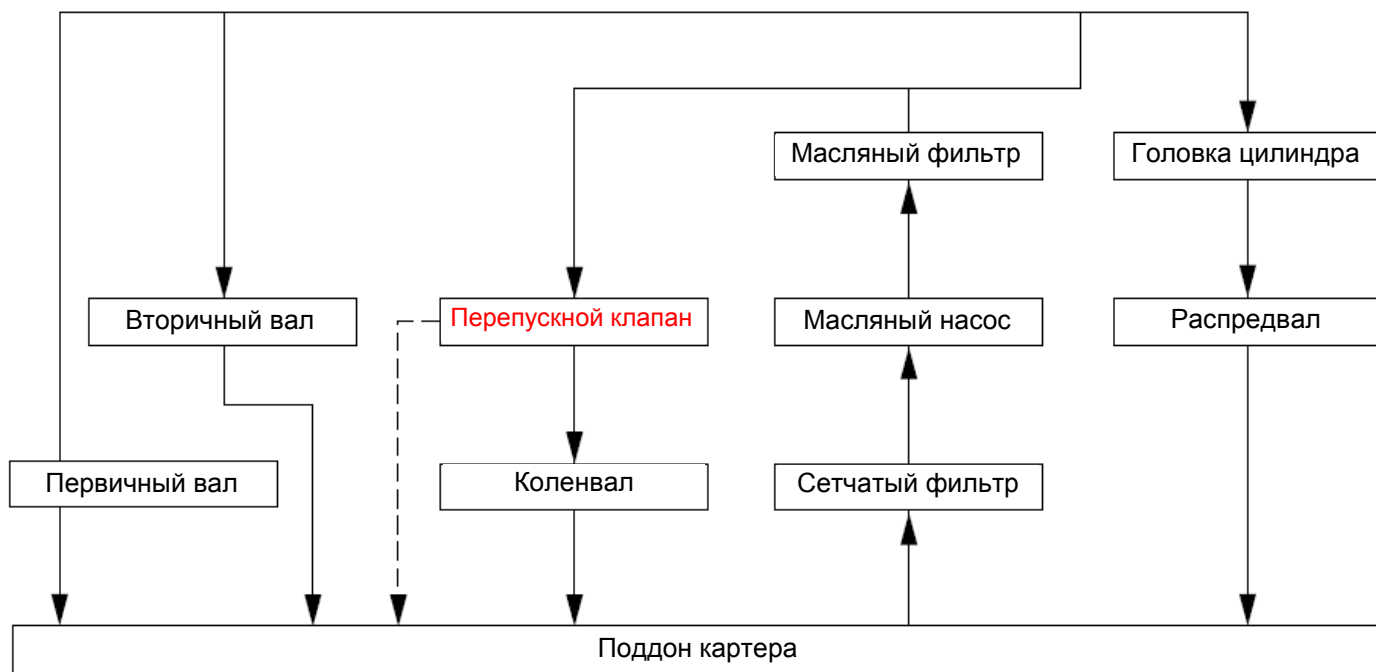 Масляный фильтр
Головка цилиндра
Вторичный вал
Перепускной клапан
Масляный насос
Распредвал
Первичный вал
Коленвал
Сетчатый фильтр
Поддон картера